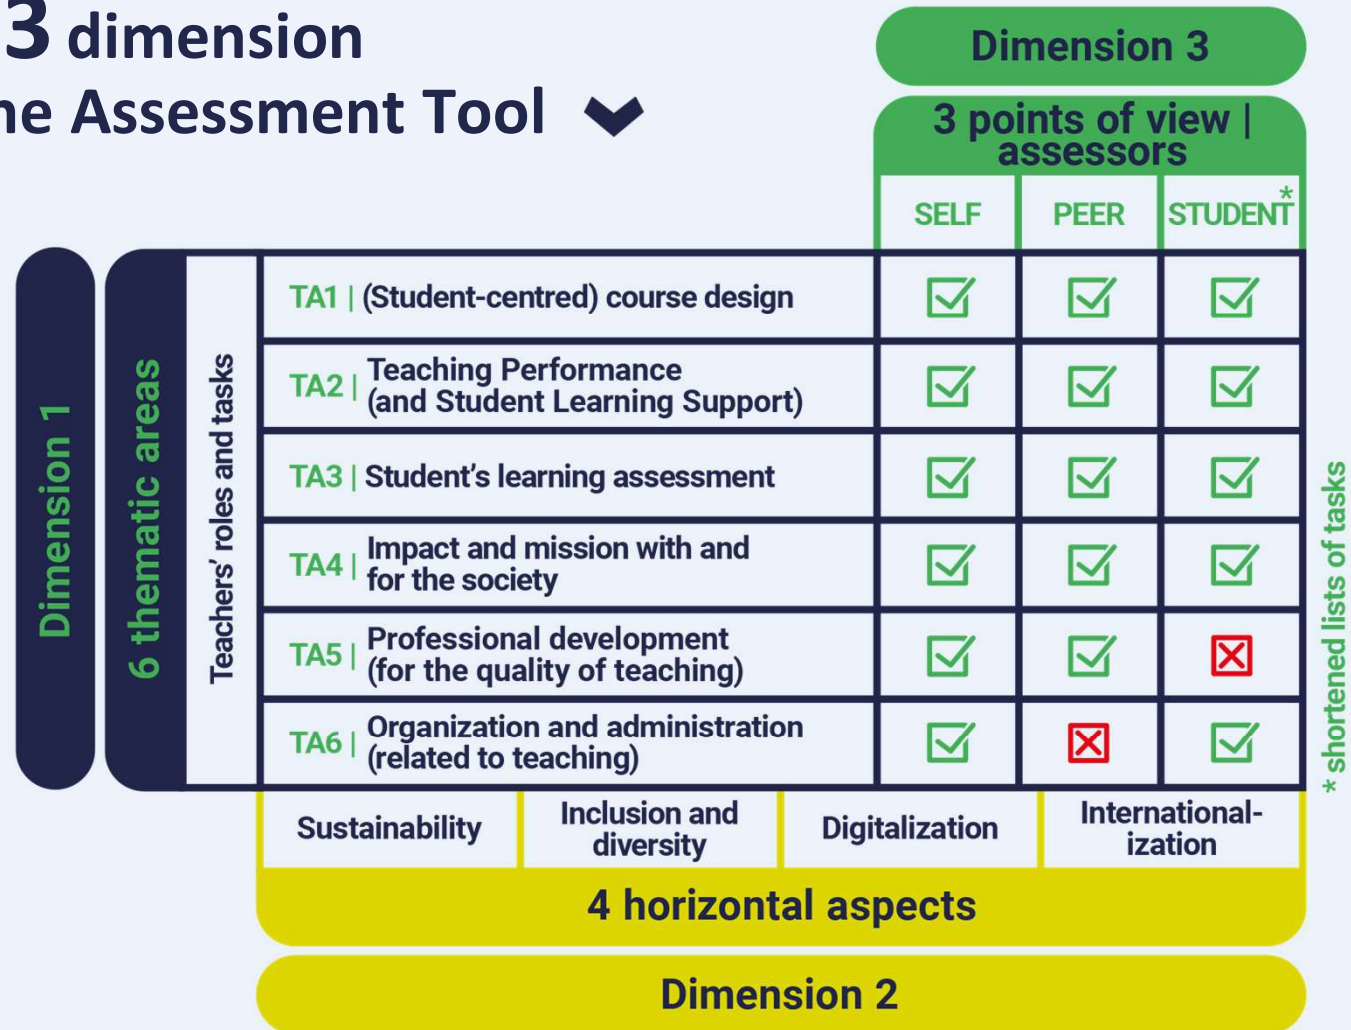 3 dimension
he Assessment Tool
Dimension 3
3 points of view |
assessors
SELF PEER STUDENT*
Dimension 1
6 thematic areas
Teachers' roles and tasks
TA1 | (Student-centred) course design
TA2 | Teaching Performance
(and Student Learning Support)
TA3 | Student's learning assessment
TA4 | Impact and mission with and
for the society
TA5 | Professional development
(for the quality of teaching)
TA6 | Organization and administration
(related to teaching)
* shortened lists of tasks
Sustainability
Inclusion and
diversity
Digitalization
International-
ization
4 horizontal aspects
Dimension 2